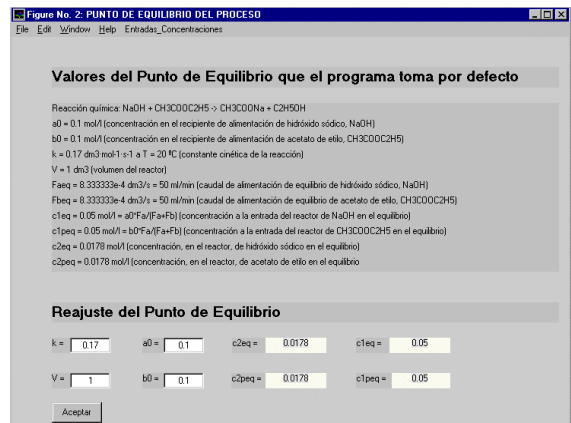 Figure No. 2: PUNTO DE EQUILIBRIO DEL PROCESO
File Edit Window Help Entradas_Concentraciones
Valores del Punto de Equilibrio que el programa toma por defecto
Reacción química: NaOH + CH3COOC2H5 -> CH3COONa + C2H5OH
a0 = 0.1 mol/l (concentración en el recipiente de alimentación de hidróxido sódico, NaOH)
b0 = 0.1 mol/l (concentración en el recipiente de alimentación de acetato de etilo, CH3COOC2H5)
k = 0.17 dm3·mol-1·s-1 a T = 20 ºC (constante cinética de la reacción)
V = 1 dm3 (volumen del reactor)
Faeq = 8.333333e-4 dm3/s = 50 ml/min (caudal de alimentación de equilibrio de hidróxido sódico, NaOH)
Fbeq = 8.333333e-4 dm3/s = 50 ml/min (caudal de alimentación de equilibrio de acetato de etilo, CH3COOC2H5)
c1eq = 0.05 mol/l = a0*Fa/(Fa+Fb) (concentración a la entrada del reactor de NaOH en el equilibrio)
c1peq = 0.05 mol/l = b0*Fa/(Fa+Fb) (concentración a la entrada del reactor de CH3COOC2H5 en el equilibrio)
c2eq = 0.0178 mol/l (concentración, en el reactor, de hidróxido sódico en el equilibrio)
c2peq = 0.0178 mol/l (concentración, en el reactor, de acetato de etilo en el equilibrio
Reajuste del Punto de Equilibrio
k = 0.17 a0 = 0.1 c2eq = 0.0178 c1eq = 0.05
V = 1 b0 = 0.1 c2peq = 0.0178 c1peq = 0.05
Aceptar